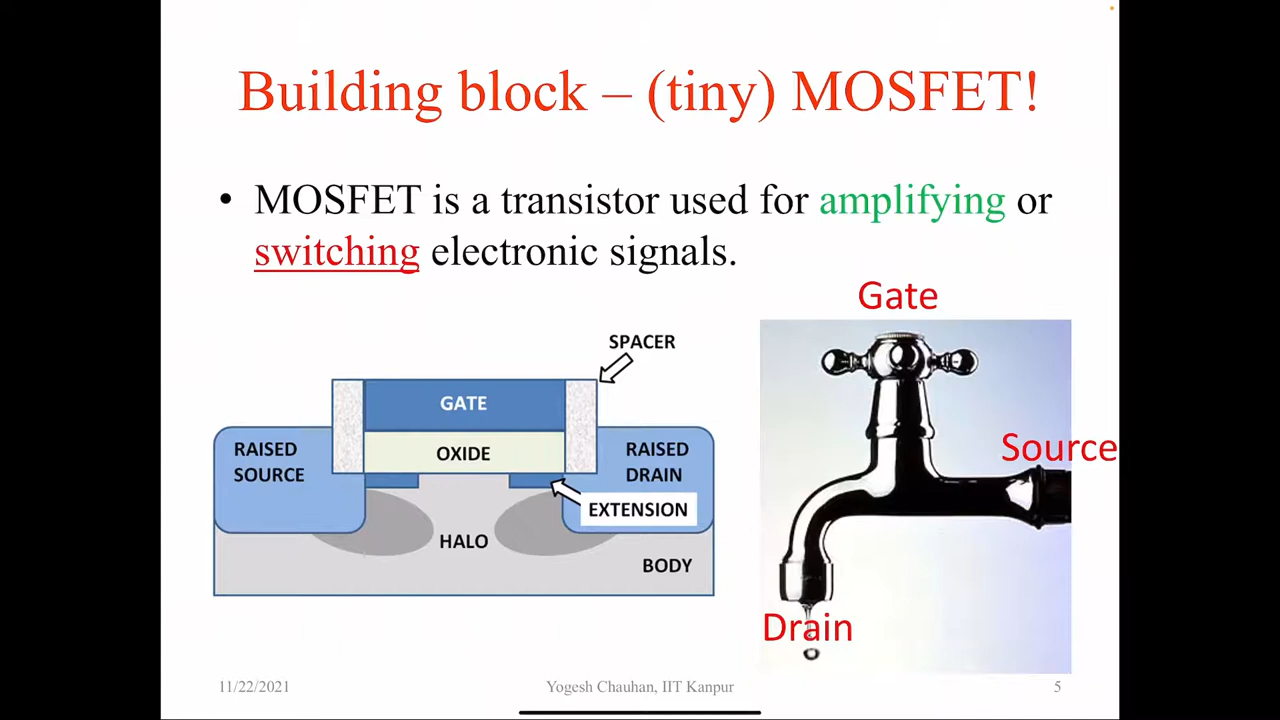 Building block – (tiny) MOSFET!
• MOSFET is a transistor used for amplifying or
switching electronic signals.
Gate
SPACER
GATE
OXIDE
RAISED
SOURCE
RAISED
DRAIN
EXTENSION
HALO
BODY
Source
Drain
11/22/2021
Yogesh Chauhan, IIT Kanpur
5